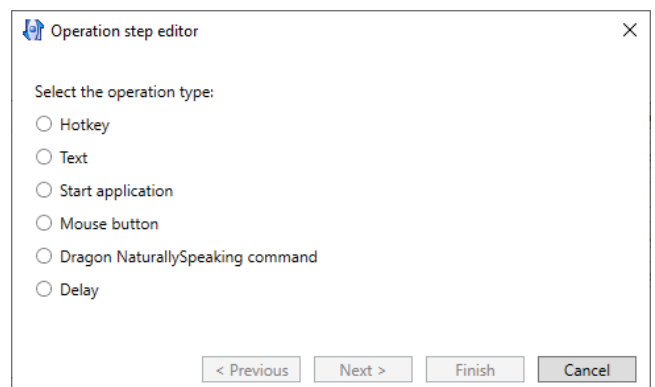 Operation step editor
Select the operation type:
Hotkey
Text
Start application
Mouse button
Dragon NaturallySpeaking command
Delay
< Previous Next > Finish Cancel